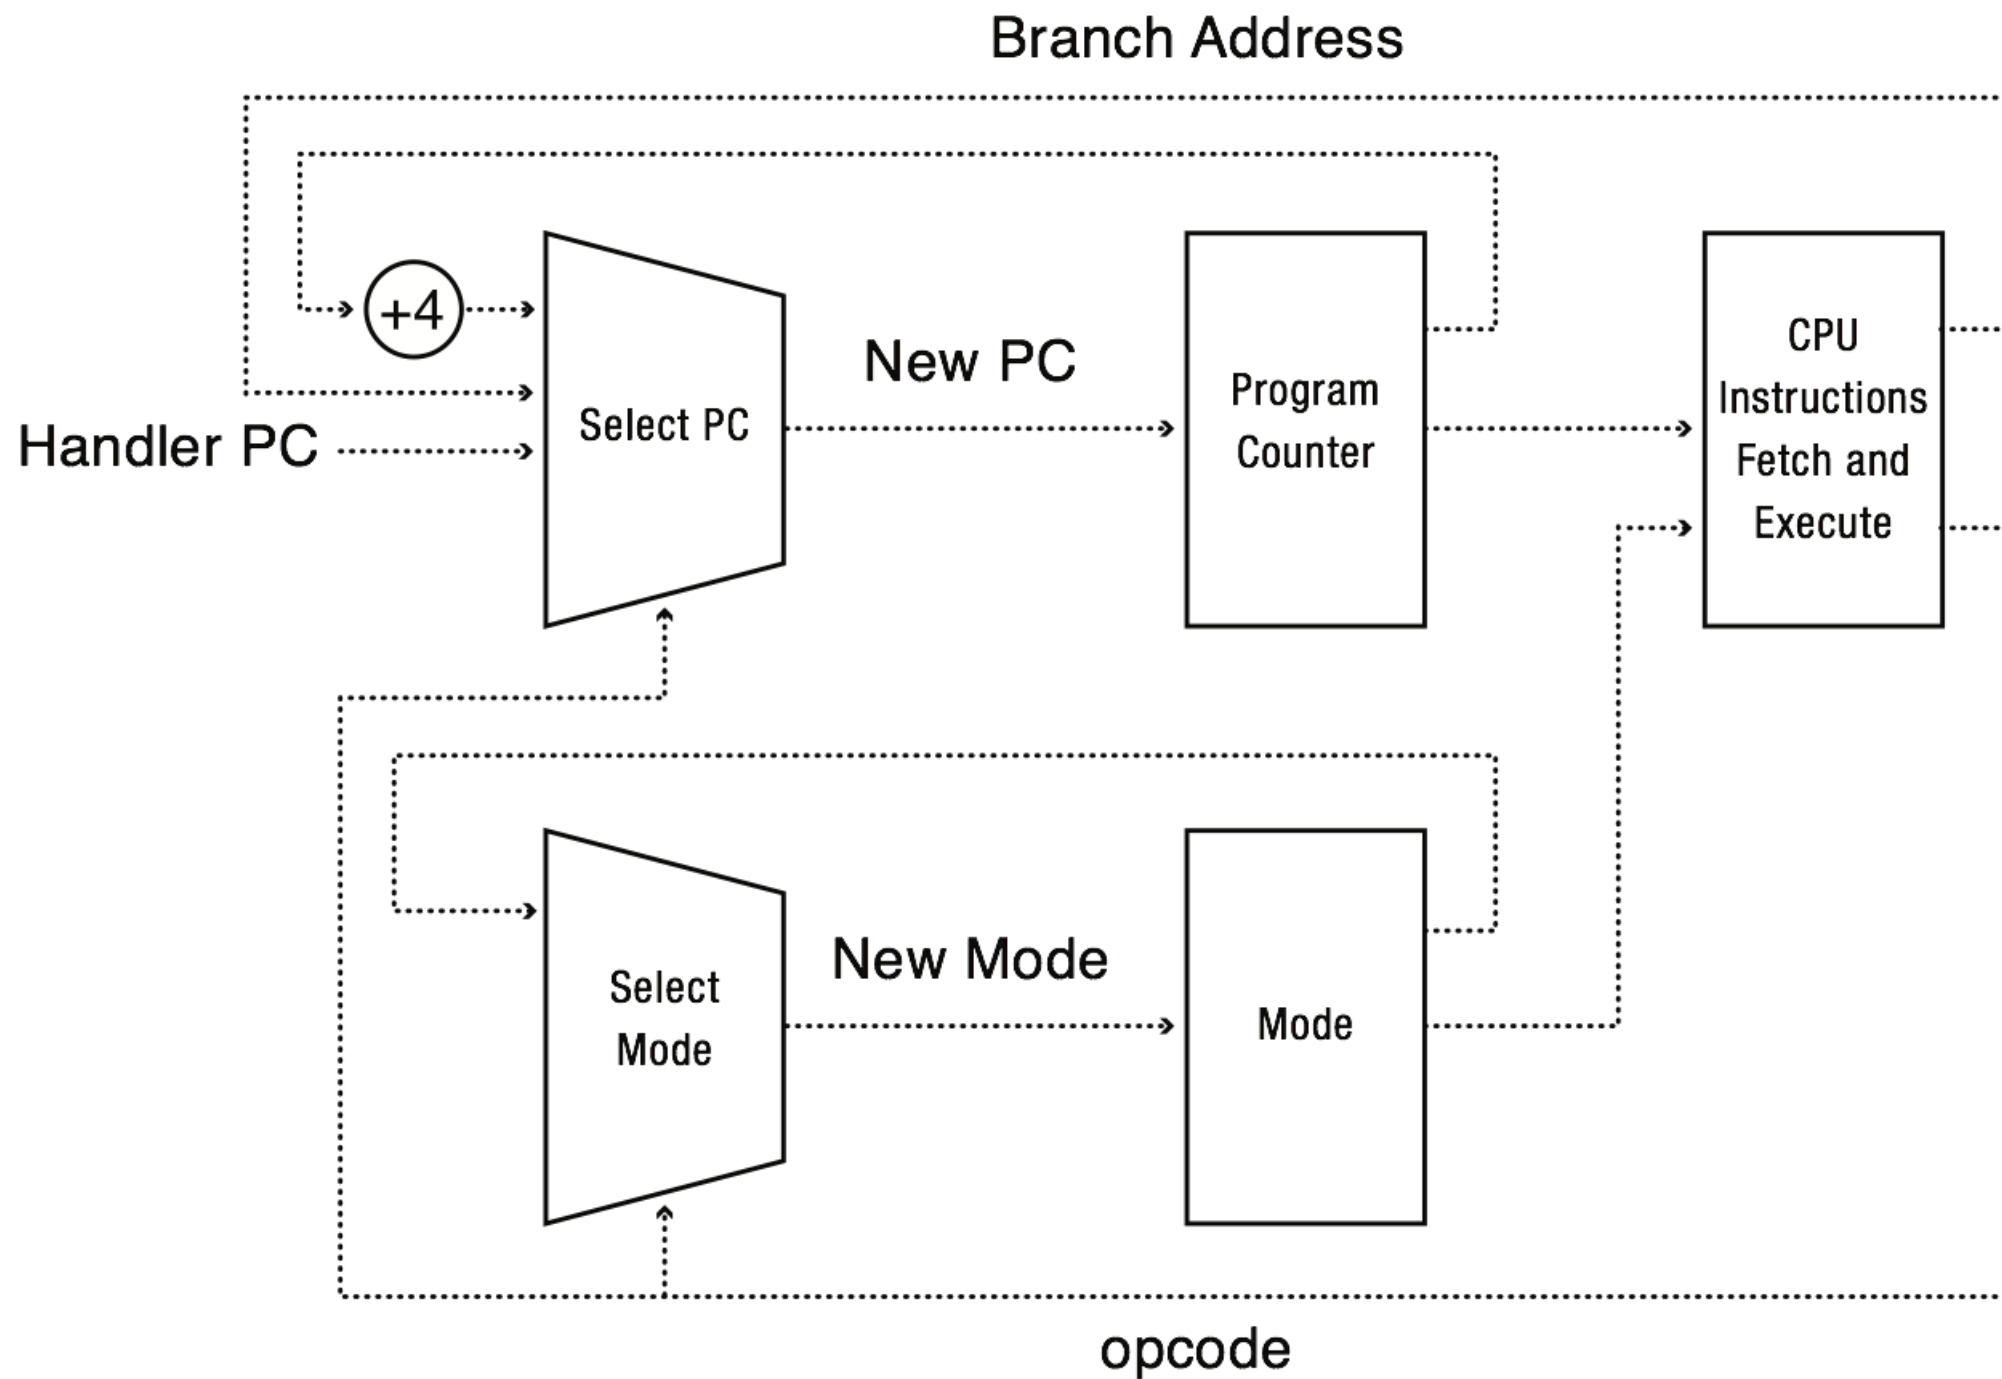 Branch Address
+4
Handler PC
Select PC
New PC
Program
Counter
CPU
Instructions
Fetch and
Execute
Select
Mode
New Mode
Mode
opcode